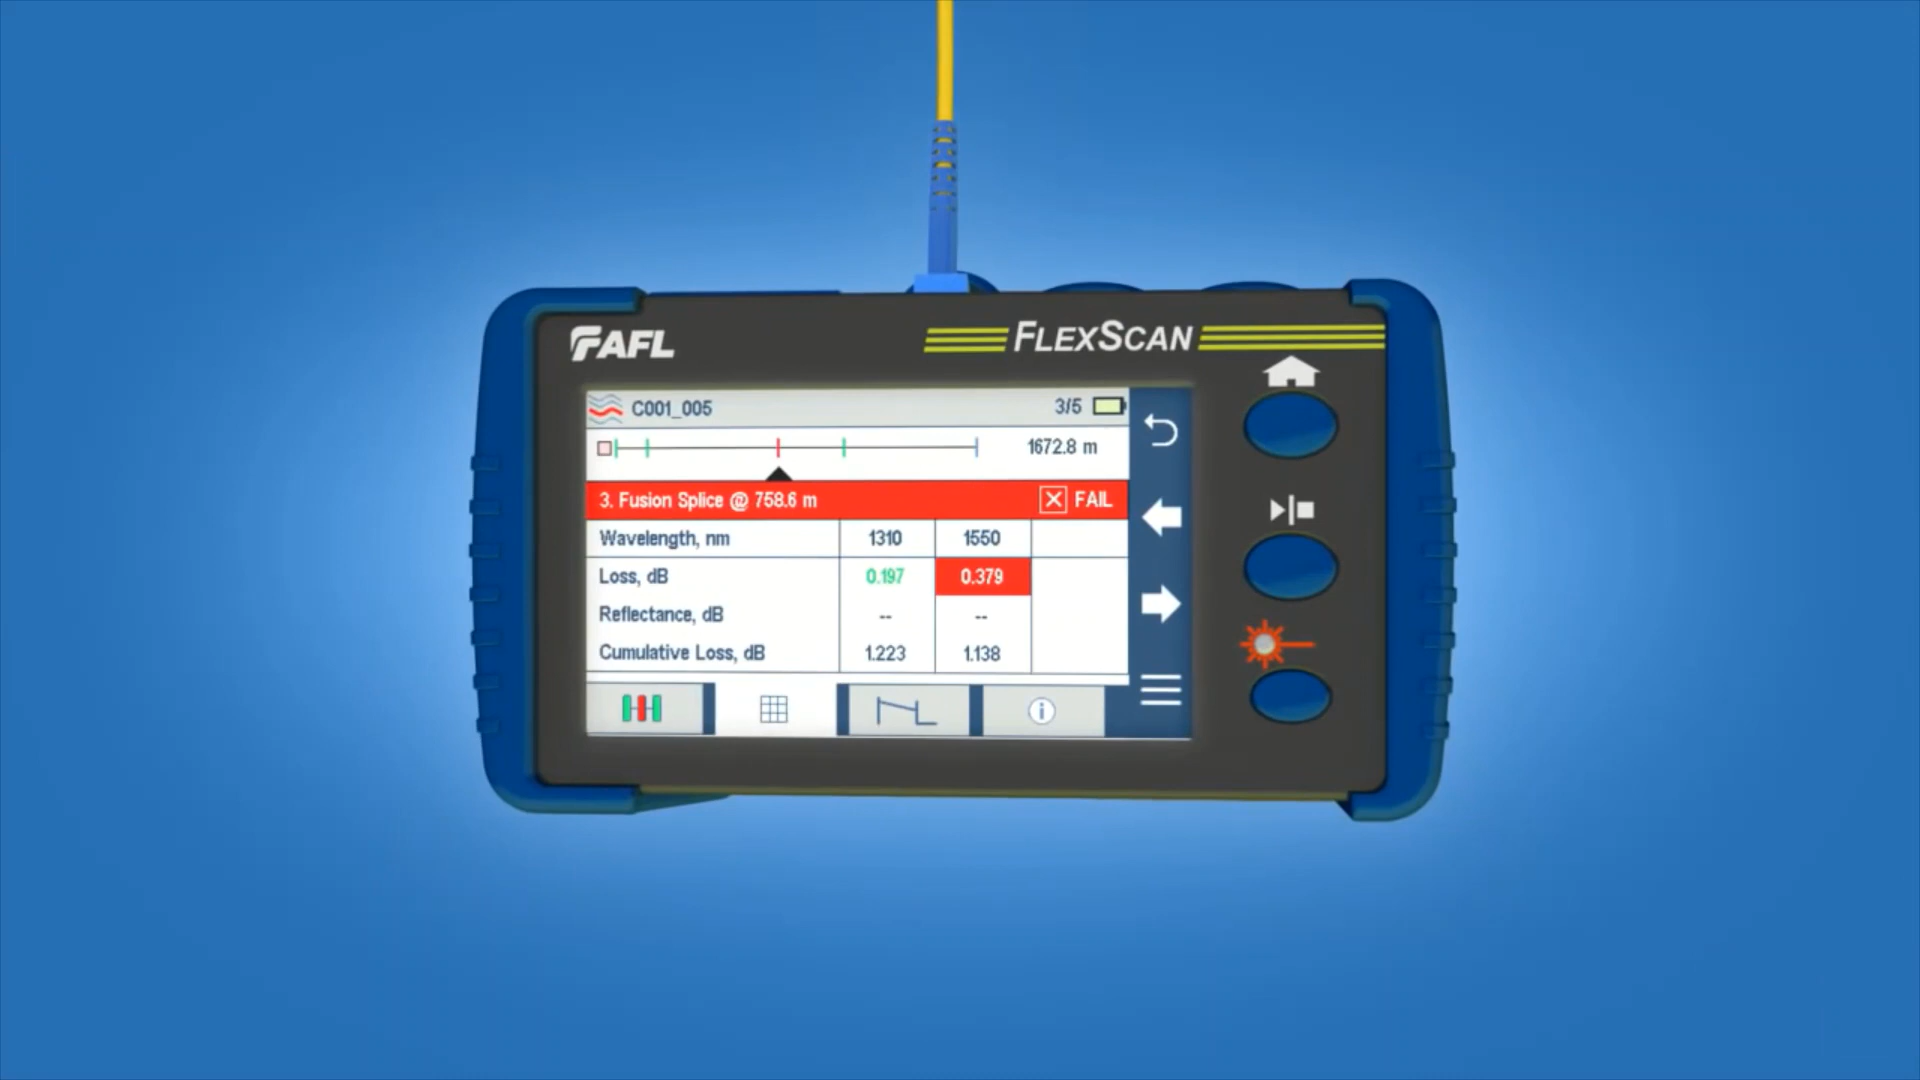 AFL
FLEXSCAN
C001_005 3/5
1672.8 m
3. Fusion Splice @ 758.6 m FAIL
Wavelength, nm 1310 1550
Loss, dB 0.197 0.379
Reflectance, dB -- --
Cumulative Loss, dB 1.223 1.138